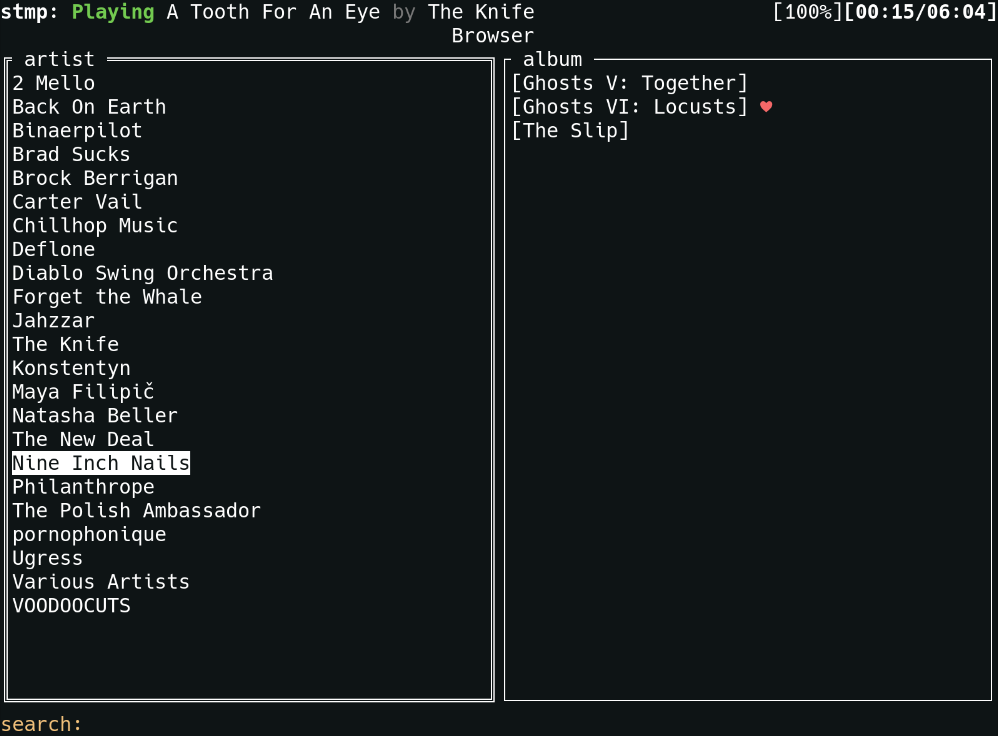 stmp: Playing A Tooth For An Eye by The Knife [100%][00:15/06:04]
Browser
artist
2 Mello
Back On Earth
Binaerpilot
Brad Sucks
Brock Berrigan
Carter Vail
Chillhop Music
Deflone
Diablo Swing Orchestra
Forget the Whale
Jahzzar
The Knife
Konstentyn
Maya Filipič
Natasha Beller
The New Deal
Nine Inch Nails
Philanthrope
The Polish Ambassador
pornophonique
Ugress
Various Artists
VOODOOCUTS
album
[Ghosts V: Together]
[Ghosts VI: Locusts] ♥
[The Slip]
search: